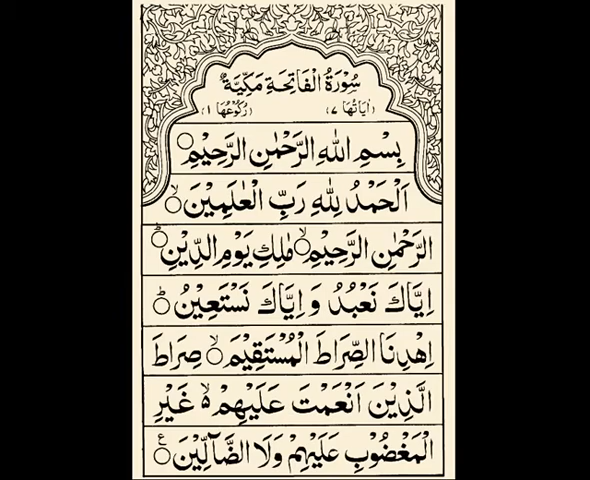 سُوْرَةُ الْفَاتِحَةِ مَكِّيَّةٌ
اٰيَاتُهَا ٧ رُكُوْعُهَا ١
بِسْمِ اللّٰهِ الرَّحْمٰنِ الرَّحِيْمِ ○
اَلْحَمْدُ لِلّٰهِ رَبِّ الْعٰلَمِيْنَ ○ۙ
الرَّحْمٰنِ الرَّحِيْمِ ○ۙ مٰلِكِ يَوْمِ الدِّيْنِ ○ؕ
اِيَّاكَ نَعْبُدُ وَ اِيَّاكَ نَسْتَعِيْنُ ○ؕ
اِهْدِنَا الصِّرَاطَ الْمُسْتَقِيْمَ ○ۙ صِرَاطَ
الَّذِيْنَ اَنْعَمْتَ عَلَيْهِمْ ۙ۬ غَيْرِ
الْمَغْضُوْبِ عَلَيْهِمْ وَلَا الضَّآلِّيْنَ ○ع